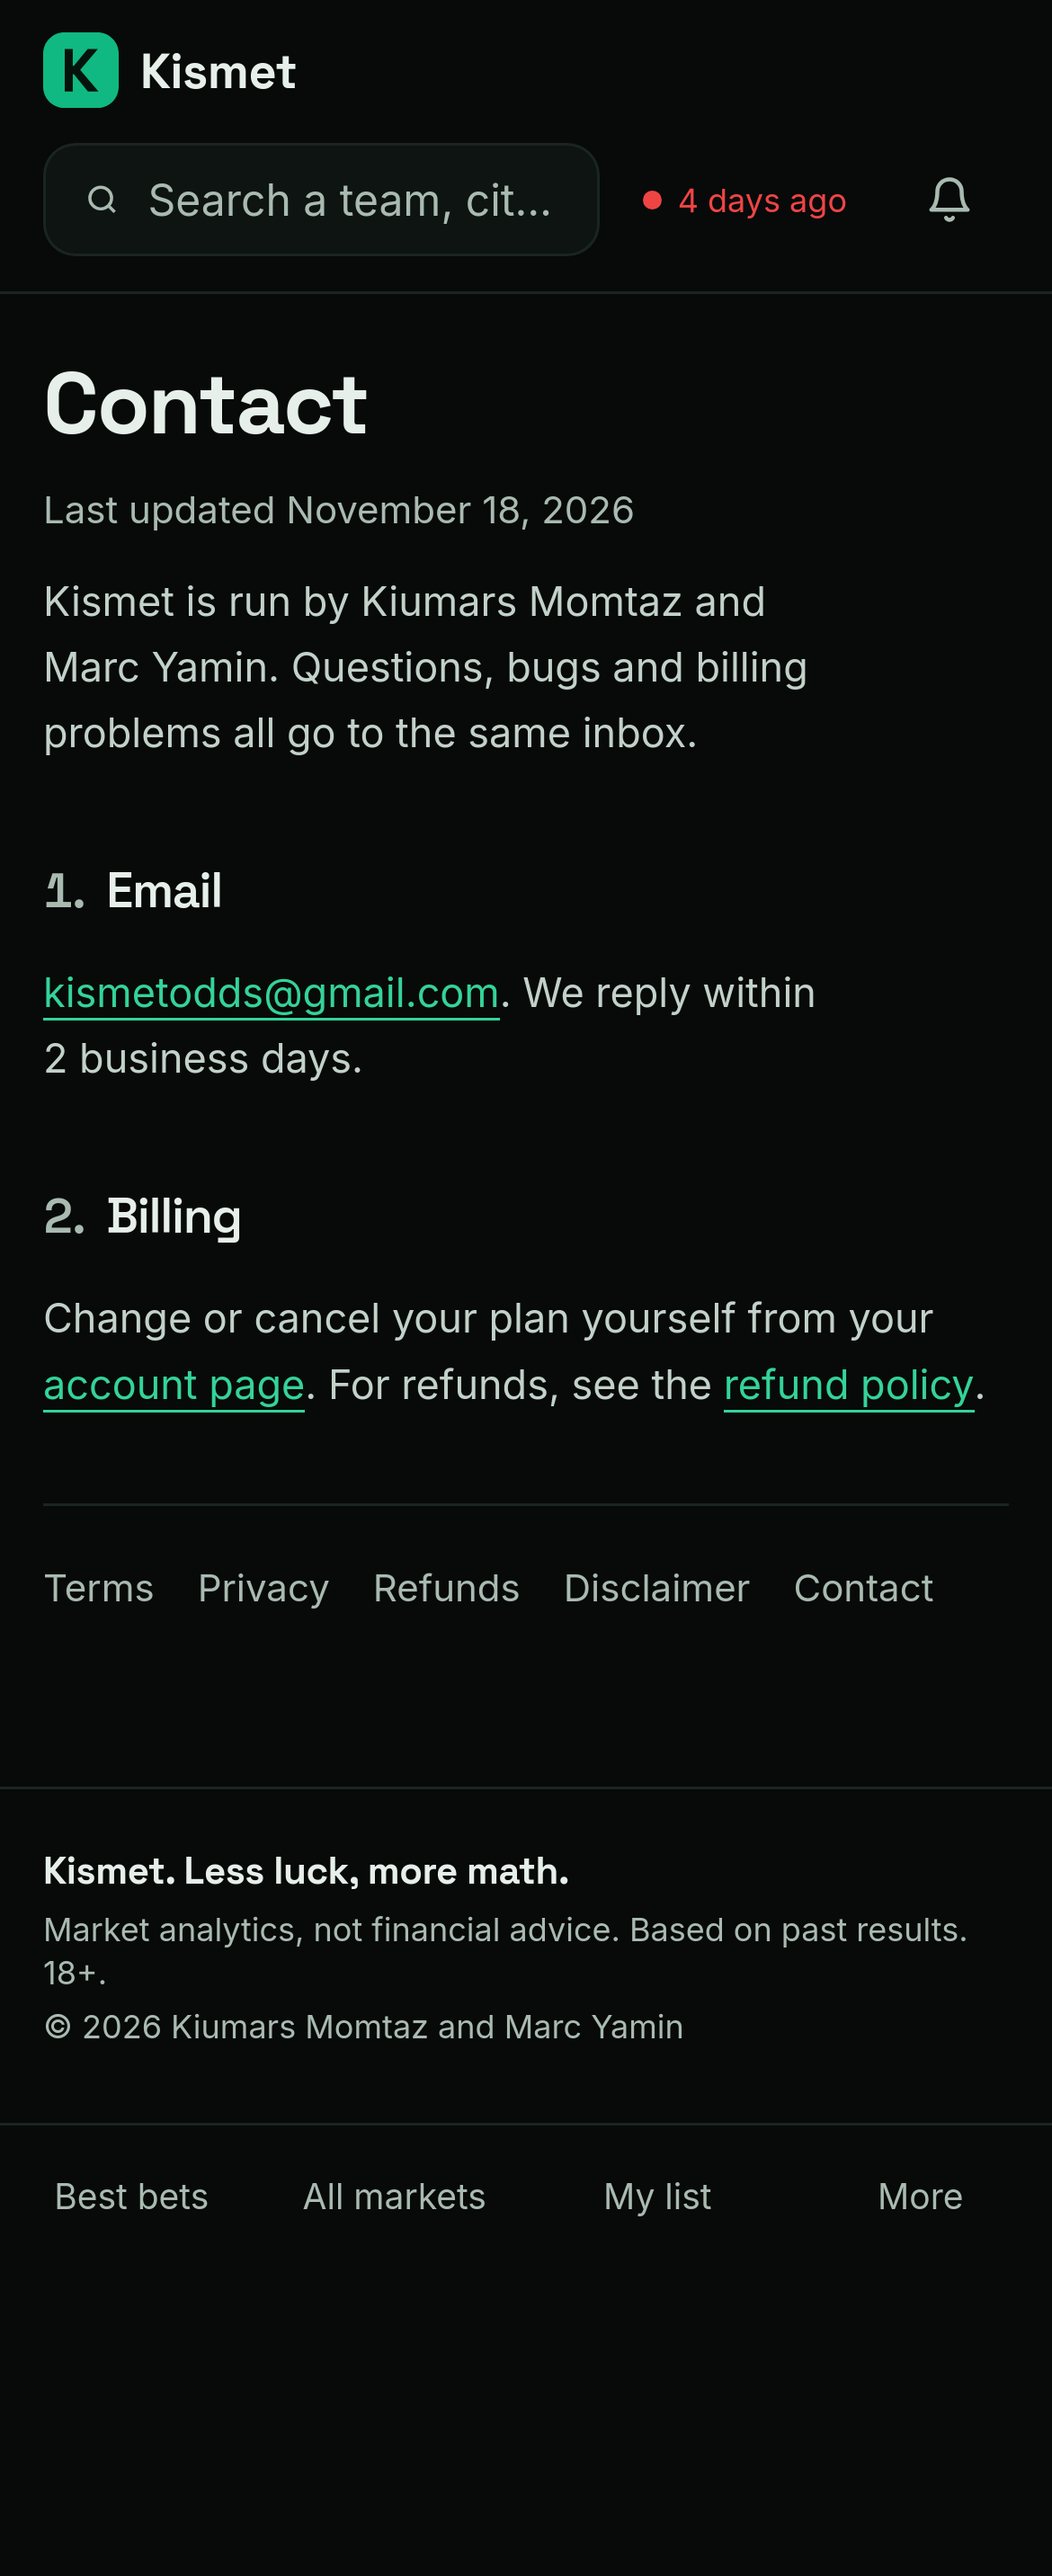 K Kismet
Search a team, cit...
4 days ago
Contact
Last updated November 18, 2026
Kismet is run by Kiumars Momtaz and
Marc Yamin. Questions, bugs and billing
problems all go to the same inbox.
1. Email
kismetodds@gmail.com. We reply within
2 business days.
2. Billing
Change or cancel your plan yourself from your
account page. For refunds, see the refund policy.
Terms Privacy Refunds Disclaimer Contact
Kismet. Less luck, more math.
Market analytics, not financial advice. Based on past results.
18+.
© 2026 Kiumars Momtaz and Marc Yamin
Best bets All markets My list More